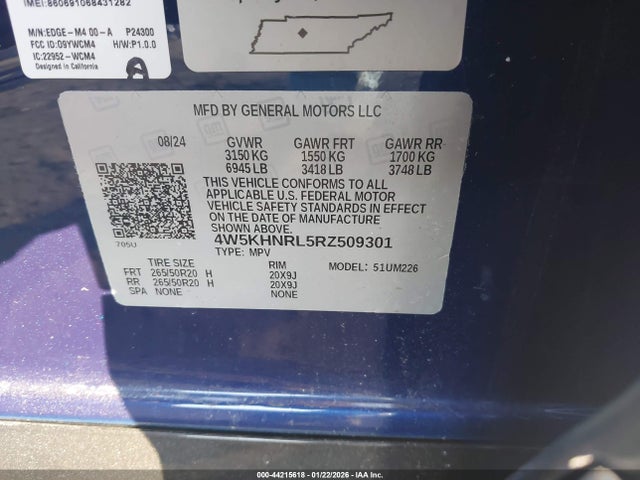 IMEI:860691068431282
M/N:EDGE-M4 00-A P24300
FCC ID:O9YWCM4 H/W:P1.0.0
IC:22952-WCM4
Designed in California
MFD BY GENERAL MOTORS LLC
08/24 GVWR GAWR FRT GAWR RR
3150 KG 1550 KG 1700 KG
6945 LB 3418 LB 3748 LB
THIS VEHICLE CONFORMS TO ALL
APPLICABLE U.S. FEDERAL MOTOR
VEHICLE SAFETY STANDARDS IN EFFECT
ON THE DATE OF MANUFACTURE
SHOWN ABOVE
705U 4W5KHNRL5RZ509301
TYPE: MPV
TIRE SIZE RIM MODEL: 51UM226
FRT 265/50R20 H 20X9J
RR 265/50R20 H 20X9J
SPA NONE NONE
000-44215618 - 01/22/2026 - IAA Inc.